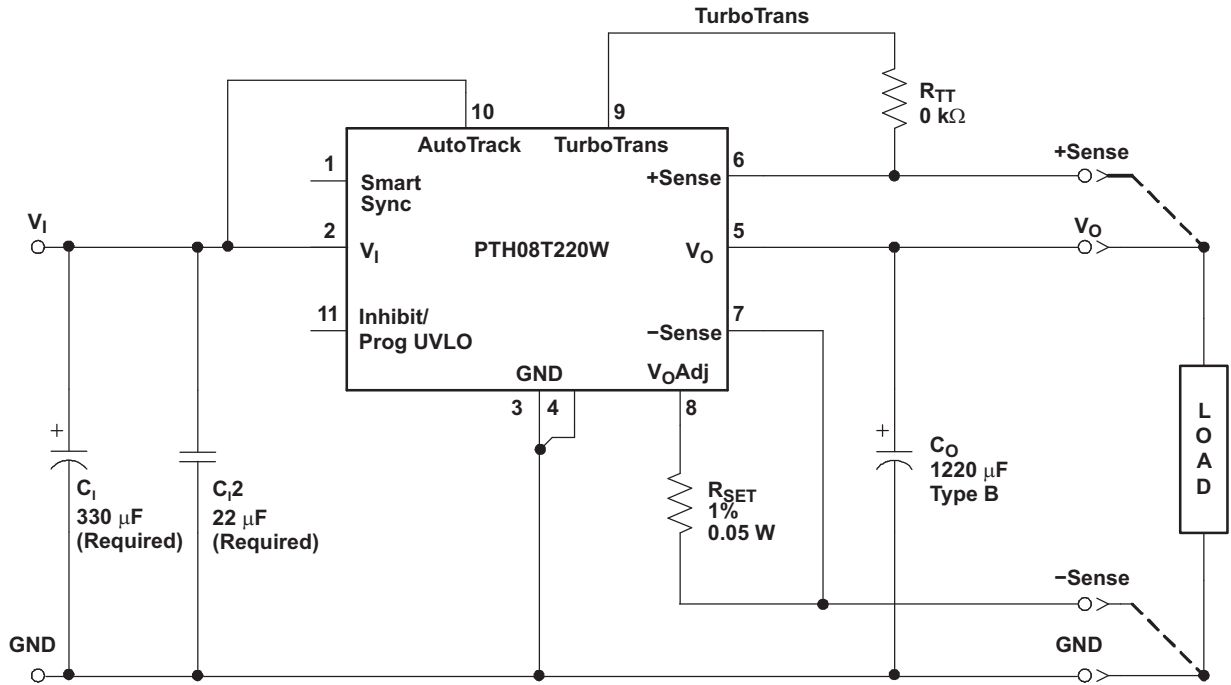 TurboTrans
R_TT
0 kΩ
10
9
AutoTrack
TurboTrans
1
Smart
Sync
6
+Sense
+Sense
V_I
2
V_I
PTH08T220W
5
V_O
V_O
11
Inhibit/
Prog UVLO
7
−Sense
GND
V_OAdj
3
4
8
+
C_I
330 μF
(Required)
C_I2
22 μF
(Required)
R_SET
1%
0.05 W
+
C_O
1220 μF
Type B
LOAD
−Sense
GND
GND